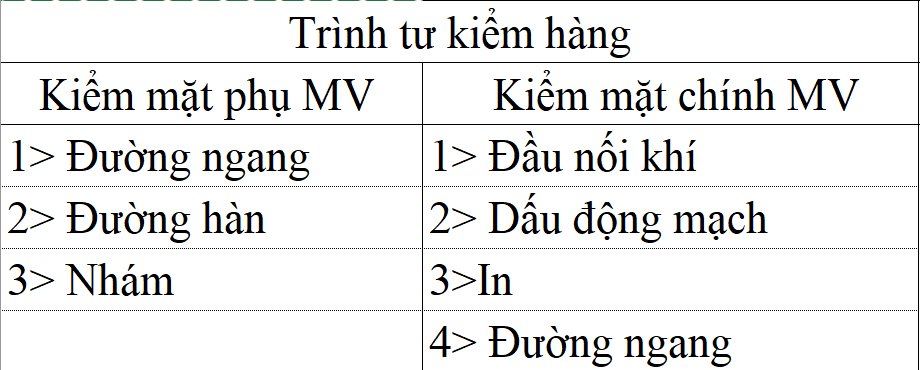 Trình tư kiểm hàng
Kiểm mặt phụ MV
Kiểm mặt chính MV
1> Đường ngang
1> Đầu nối khí
2> Đường hàn
2> Dấu động mạch
3> Nhám
3>In
4> Đường ngang